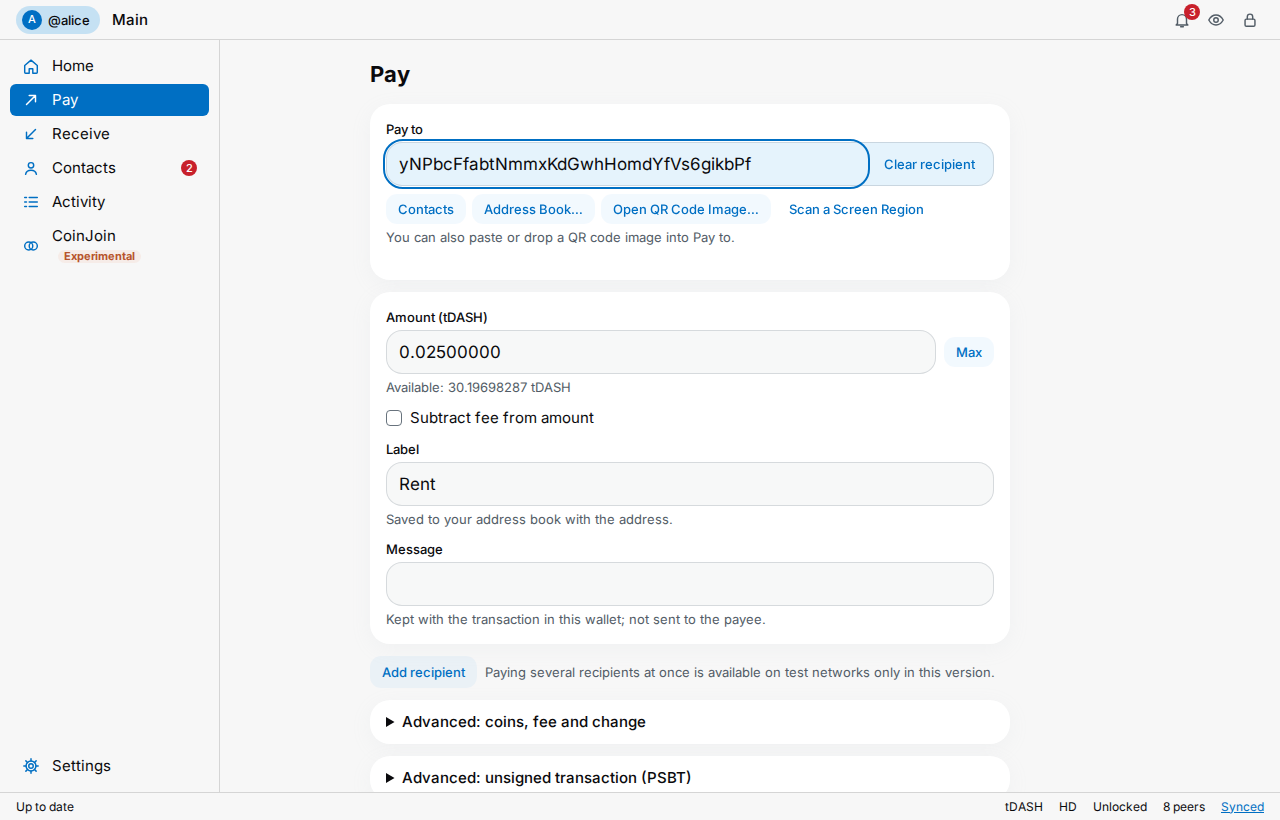 A @alice Main
3
Home
Pay
Receive
Contacts 2
Activity
CoinJoin
Experimental
Settings
Pay
Pay to
yNPbcFfabtNmmxKdGwhHomdYfVs6gikbPf Clear recipient
Contacts Address Book... Open QR Code Image... Scan a Screen Region
You can also paste or drop a QR code image into Pay to.
Amount (tDASH)
0.02500000 Max
Available: 30.19698287 tDASH
Subtract fee from amount
Label
Rent
Saved to your address book with the address.
Message
Kept with the transaction in this wallet; not sent to the payee.
Add recipient Paying several recipients at once is available on test networks only in this version.
Advanced: coins, fee and change
Advanced: unsigned transaction (PSBT)
Up to date tDASH HD Unlocked 8 peers Synced